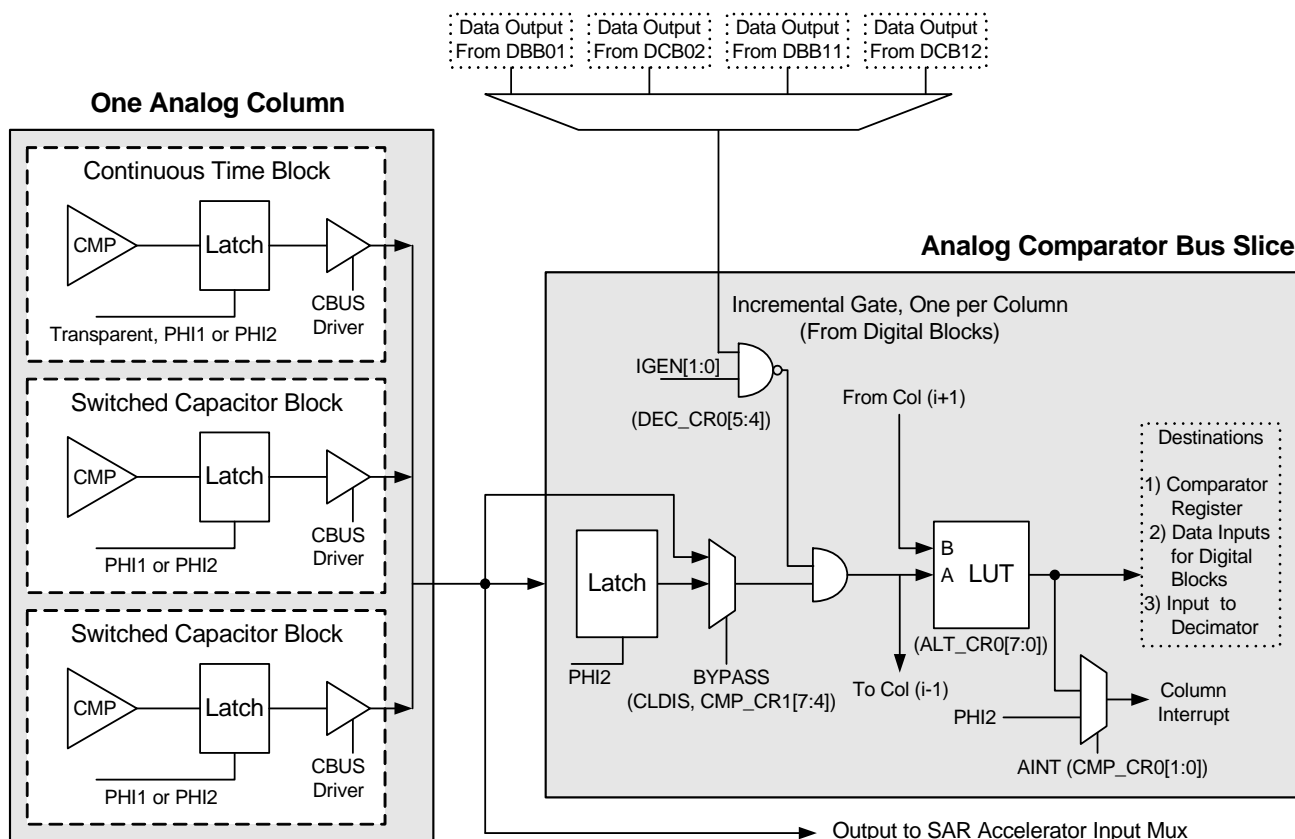 Data Output
From DBB01
Data Output
From DCB02
Data Output
From DBB11
Data Output
From DCB12
One Analog Column
Continuous Time Block
CMP
Latch
CBUS
Driver
Transparent, PHI1 or PHI2
Switched Capacitor Block
CMP
Latch
CBUS
Driver
PHI1 or PHI2
Switched Capacitor Block
CMP
Latch
CBUS
Driver
PHI1 or PHI2
Analog Comparator Bus Slice
Incremental Gate, One per Column
(From Digital Blocks)
IGEN[1:0]
(DEC_CR0[5:4])
From Col (i+1)
Latch
PHI2
BYPASS
(CLDIS, CMP_CR1[7:4])
B
A
LUT
(ALT_CR0[7:0])
To Col (i-1)
Destinations
1) Comparator
Register
2) Data Inputs
for Digital
Blocks
3) Input to
Decimator
PHI2
Column
Interrupt
AINT (CMP_CR0[1:0])
Output to SAR Accelerator Input Mux